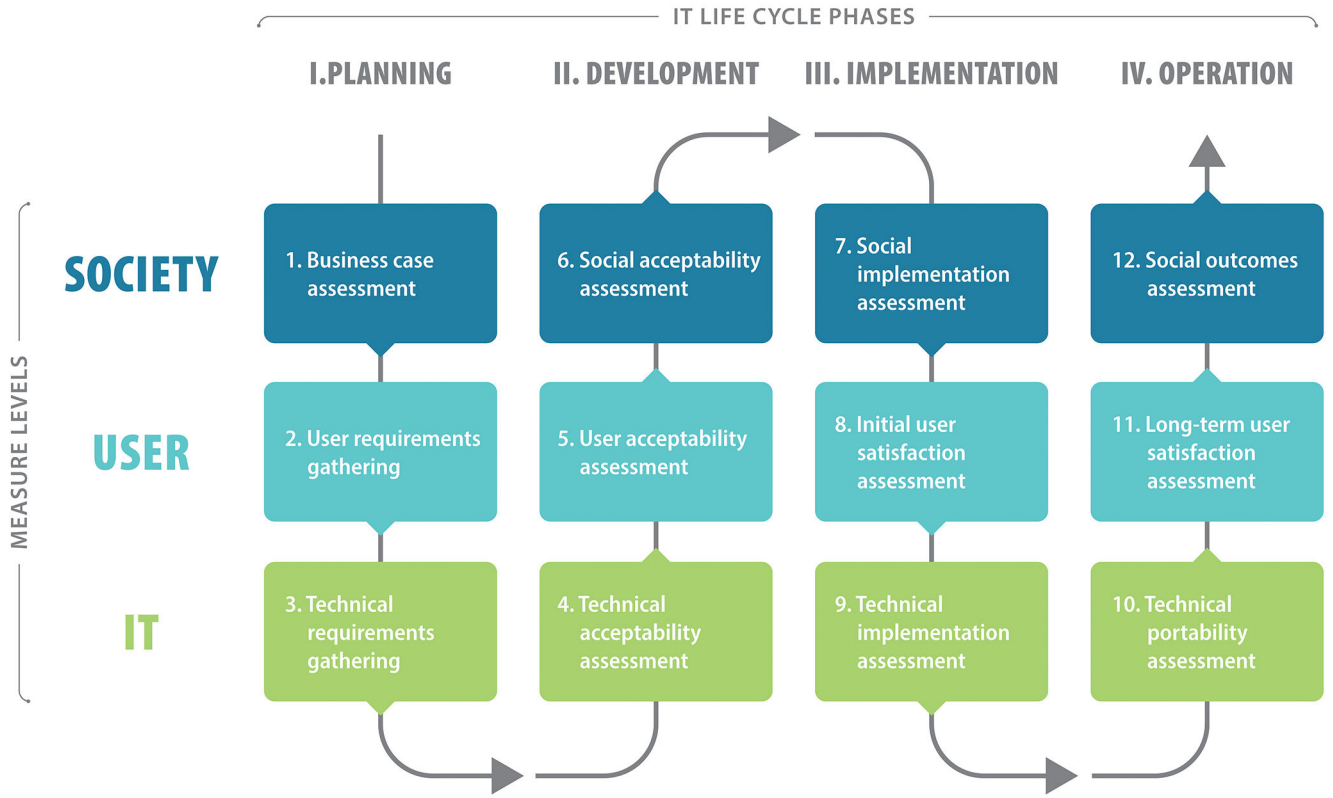 IT LIFE CYCLE PHASES
I.PLANNING
II. DEVELOPMENT
III. IMPLEMENTATION
IV. OPERATION
MEASURE LEVELS
SOCIETY
1. Business case
assessment
6. Social acceptability
assessment
7. Social
implementation
assessment
12. Social outcomes
assessment
USER
2. User requirements
gathering
5. User acceptability
assessment
8. Initial user
satisfaction
assessment
11. Long-term user
satisfaction
assessment
IT
3. Technical
requirements
gathering
4. Technical
acceptability
assessment
9. Technical
implementation
assessment
10. Technical
portability
assessment